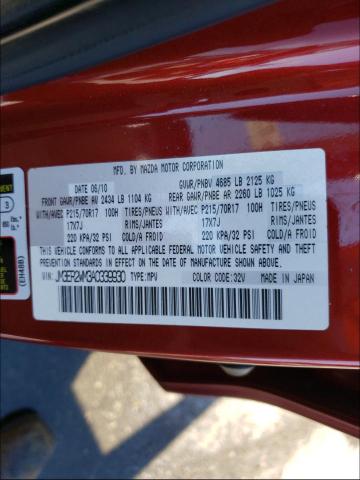 MFD. BY MAZDA MOTOR CORPORATION
DATE 06/10 GVWR/PNBV 4685 LB 2125 KG
FRONT GAWR/PNBE AV 2434 LB 1104 KG REAR GAWR/PNBE AR 2260 LB 1025 KG
WITH/AVEC P215/70R17 100H TIRES/PNEUS WITH/AVEC P215/70R17 100H TIRES/PNEUS
17X7J RIMS/JANTES 17X7J RIMS/JANTES
220 KPA/32 PSI COLD/A FROID 220 KPA/32 PSI COLD/A FROID
THIS VEHICLE CONFORMS TO ALL APPLICABLE FEDERAL MOTOR VEHICLE
SAFETY AND THEFT PREVENTION STANDARDS IN EFFECT ON THE
DATE OF MANUFACTURE SHOWN ABOVE.
VIN: JM3ER2WM3A0339930 TYPE:MPV COLOR CODE:32V MADE IN JAPAN
3
(EH48B)